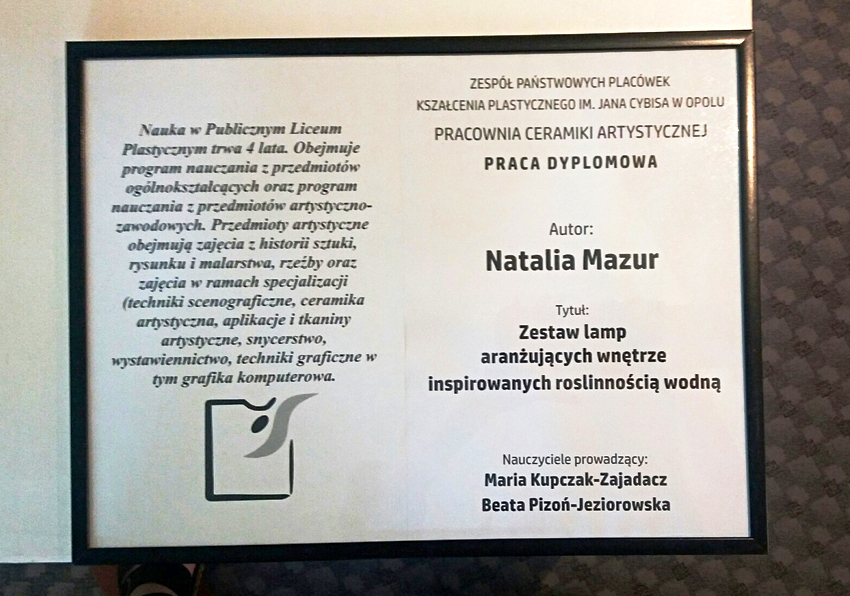 Nauka w Publicznym Liceum
Plastycznym trwa 4 lata. Obejmuje
program nauczania z przedmiotów
ogólnokształcących oraz program
nauczania z przedmiotów artystyczno-
zawodowych. Przedmioty artystyczne
obejmują zajęcia z historii sztuki,
rysunku i malarstwa, rzeźby oraz
zajęcia w ramach specjalizacji
(techniki scenograficzne, ceramika
artystyczna, aplikacje i tkaniny
artystyczne, snycerstwo,
wystawiennictwo, techniki graficzne w
tym grafika komputerowa.
ZESPÓŁ PAŃSTWOWYCH PLACÓWEK
KSZAŁCENIA PLASTYCZNEGO IM. JANA CYBISA W OPOLU
PRACOWNIA CERAMIKI ARTYSTYCZNEJ
PRACA DYPLOMOWA
Autor:
Natalia Mazur
Tytuł:
Zestaw lamp
aranżujących wnętrze
inspirowanych roślinnością wodną
Nauczyciele prowadzący:
Maria Kupczak-Zajadacz
Beata Pizoń-Jeziorowska